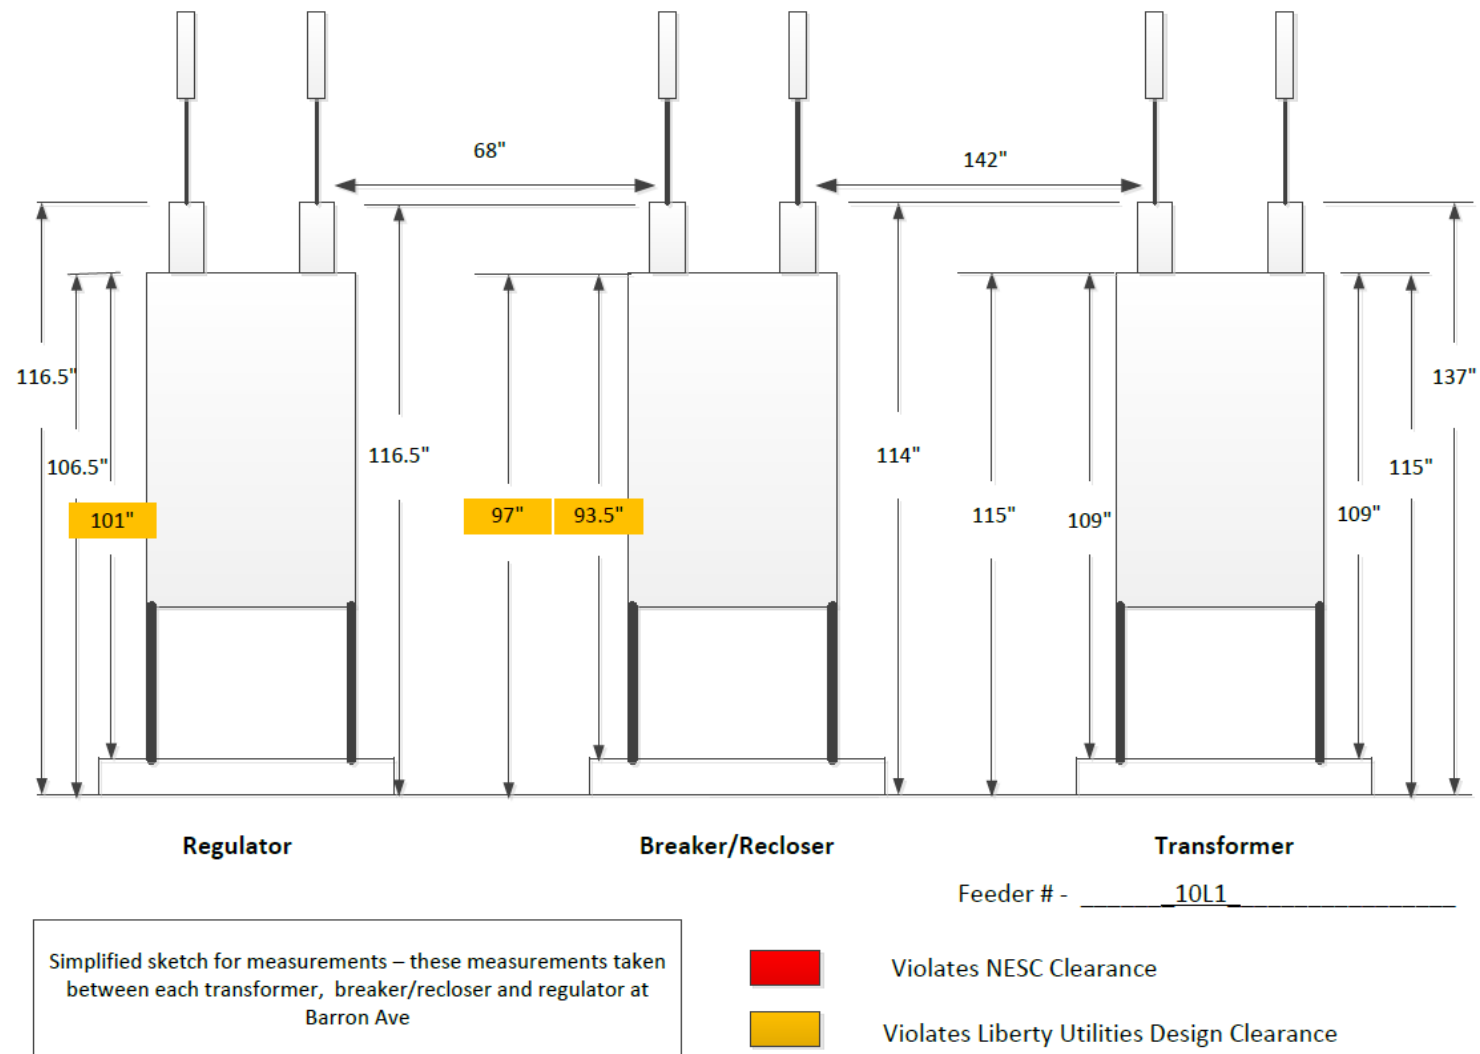 68"
142"
116.5"
137"
106.5"
116.5"
114"
115"
101"
97"
93.5"
115"
109"
109"
Regulator
Breaker/Recloser
Transformer
Feeder # - _______10L1_________________
Simplified sketch for measurements – these measurements taken
between each transformer, breaker/recloser and regulator at
Barron Ave
Violates NESC Clearance
Violates Liberty Utilities Design Clearance